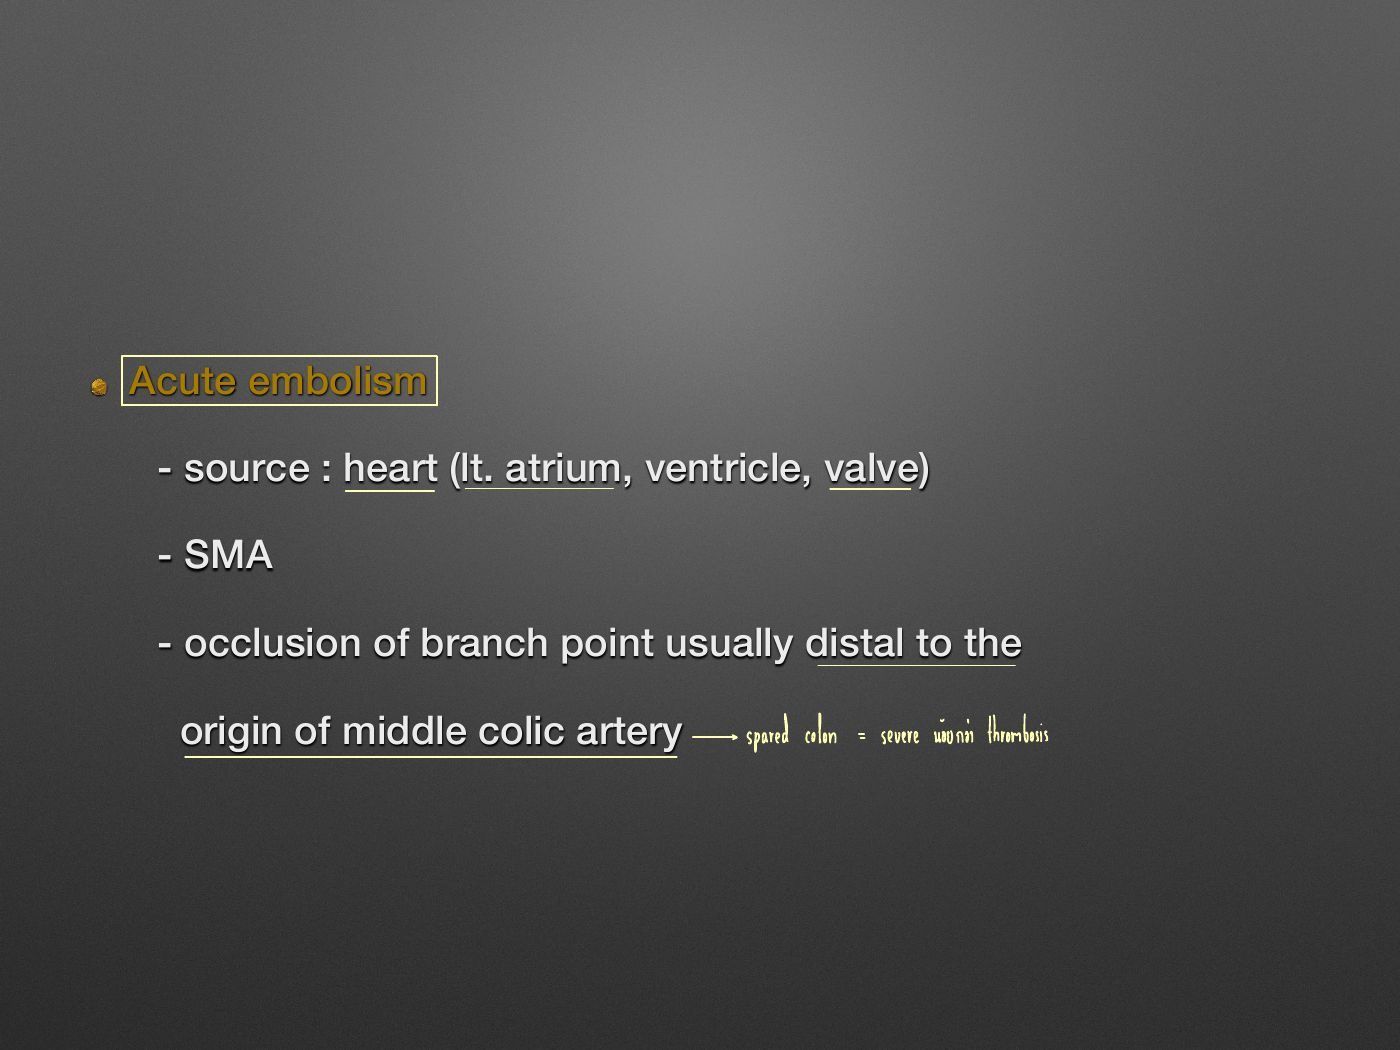 Acute embolism
- source : heart (lt. atrium, ventricle, valve)
- SMA
- occlusion of branch point usually distal to the
origin of middle colic artery → spared colon = severe น้อยกว่า thrombosis